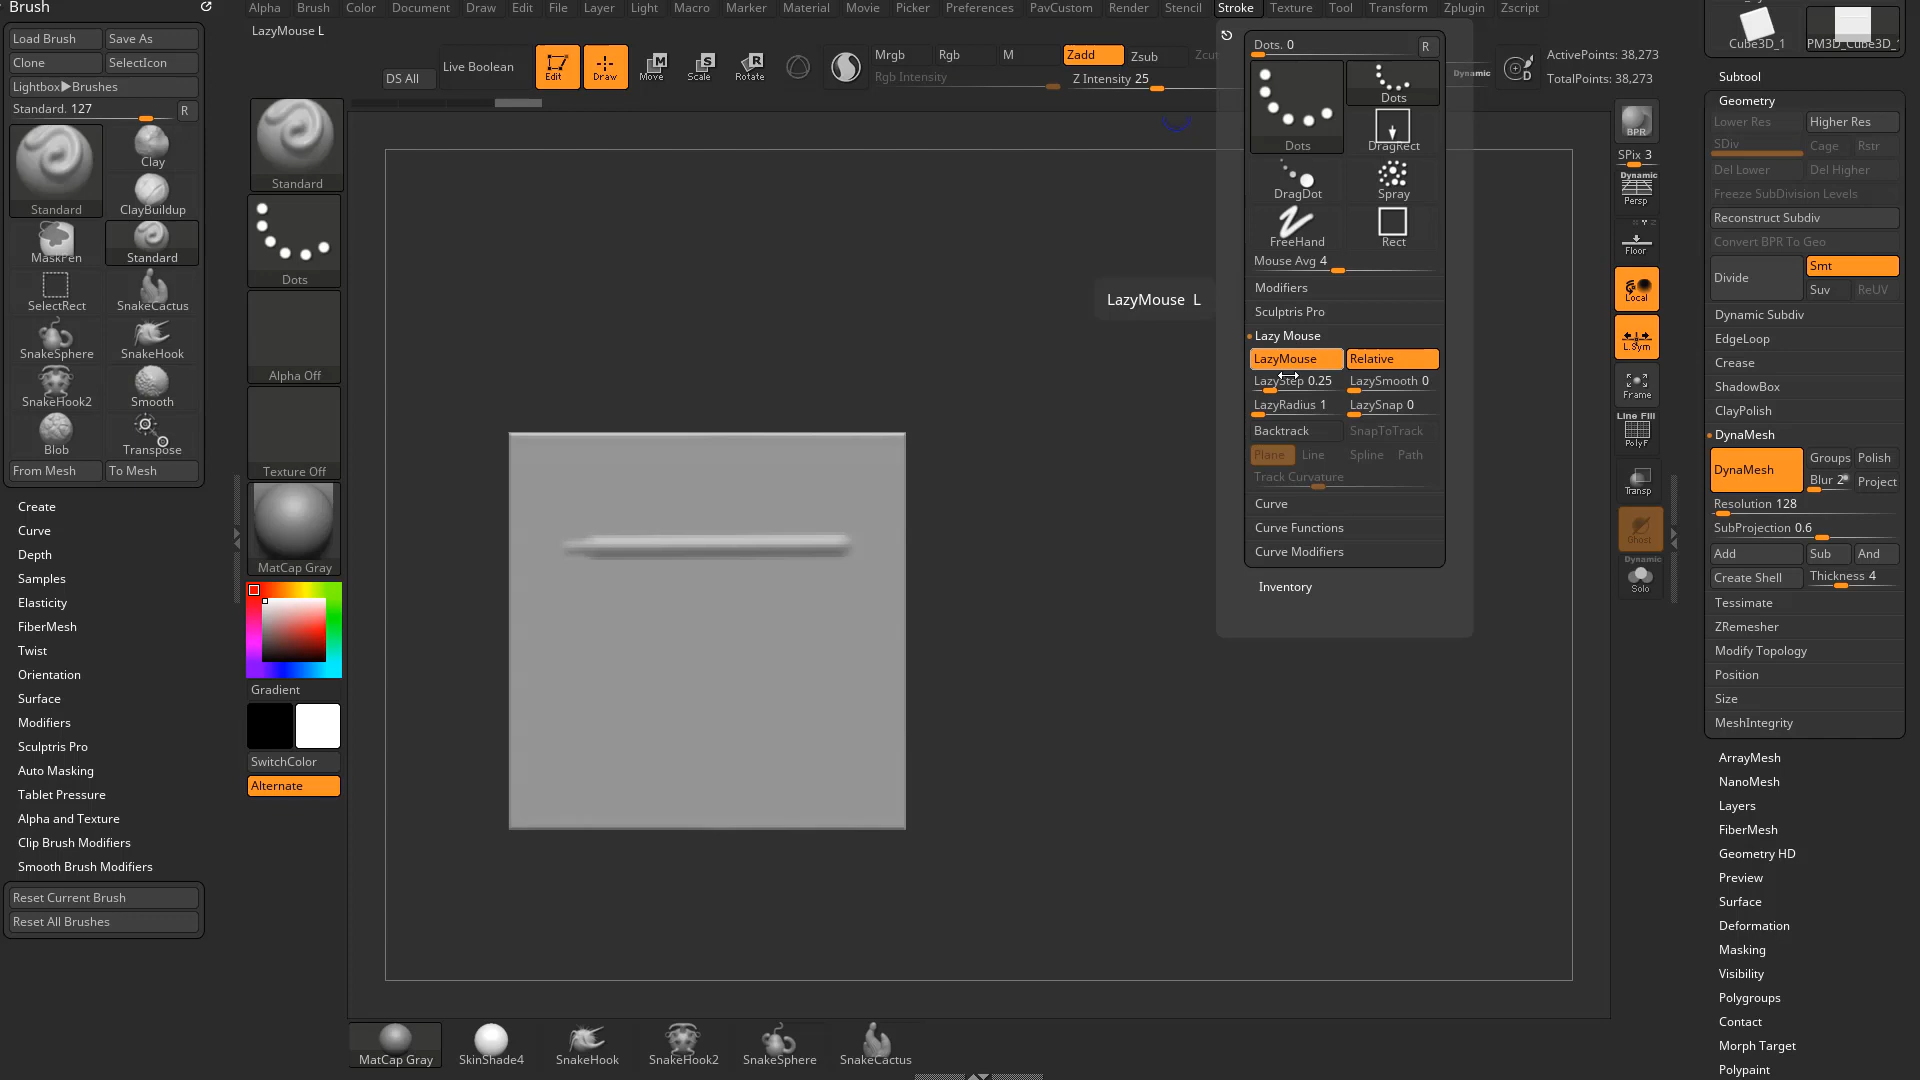 Brush
Alpha Brush Color Document Draw Edit File Layer Light Macro Marker Material Movie Picker Preferences PavCustom Render Stencil Stroke Texture Tool Transform Zplugin Zscript
LazyMouse L
Load Brush Save As
Clone SelectIcon
Lightbox▶Brushes
Standard. 127 R
Standard
Clay
ClayBuildup
MaskPen Standard
SelectRect SnakeCactus
SnakeSphere SnakeHook
SnakeHook2 Smooth
Blob Transpose
From Mesh To Mesh
Create
Curve
Depth
Samples
Elasticity
FiberMesh
Twist
Orientation
Surface
Modifiers
Sculptris Pro
Auto Masking
Tablet Pressure
Alpha and Texture
Clip Brush Modifiers
Smooth Brush Modifiers
Reset Current Brush
Reset All Brushes
Standard
Dots
Alpha Off
Texture Off
MatCap Gray
Gradient
SwitchColor
Alternate
DS All Live Boolean Edit Draw Move Scale Rotate
Mrgb Rgb M Zadd Zsub Zcut
Rgb Intensity Z Intensity 25
Dynamic
ActivePoints: 38,273
TotalPoints: 38,273
LazyMouse L
Dots. 0 R
Dots
Dots
DragRect
DragDot Spray
FreeHand Rect
Mouse Avg 4
Modifiers
Sculptris Pro
Lazy Mouse
LazyMouse Relative
LazyStep 0.25 LazySmooth 0
LazyRadius 1 LazySnap 0
Backtrack SnapToTrack
Plane Line Spline Path
Track Curvature
Curve
Curve Functions
Curve Modifiers
Inventory
BPR
SPix 3
Dynamic
Persp
Floor
Local
L.Sym
Frame
Line Fill
PolyF
Transp
Ghost
Dynamic
Solo
Cube3D_1 PM3D_Cube3D_1
Subtool
Geometry
Lower Res Higher Res
SDiv Cage Rstr
Del Lower Del Higher
Freeze SubDivision Levels
Reconstruct Subdiv
Convert BPR To Geo
Divide Smt
Suv ReUV
Dynamic Subdiv
EdgeLoop
Crease
ShadowBox
ClayPolish
DynaMesh
DynaMesh Groups Polish
Blur 2 Project
Resolution 128
SubProjection 0.6
Add Sub And
Create Shell Thickness 4
Tessimate
ZRemesher
Modify Topology
Position
Size
MeshIntegrity
ArrayMesh
NanoMesh
Layers
FiberMesh
Geometry HD
Preview
Surface
Deformation
Masking
Visibility
Polygroups
Contact
Morph Target
Polypaint
MatCap Gray SkinShade4 SnakeHook SnakeHook2 SnakeSphere SnakeCactus